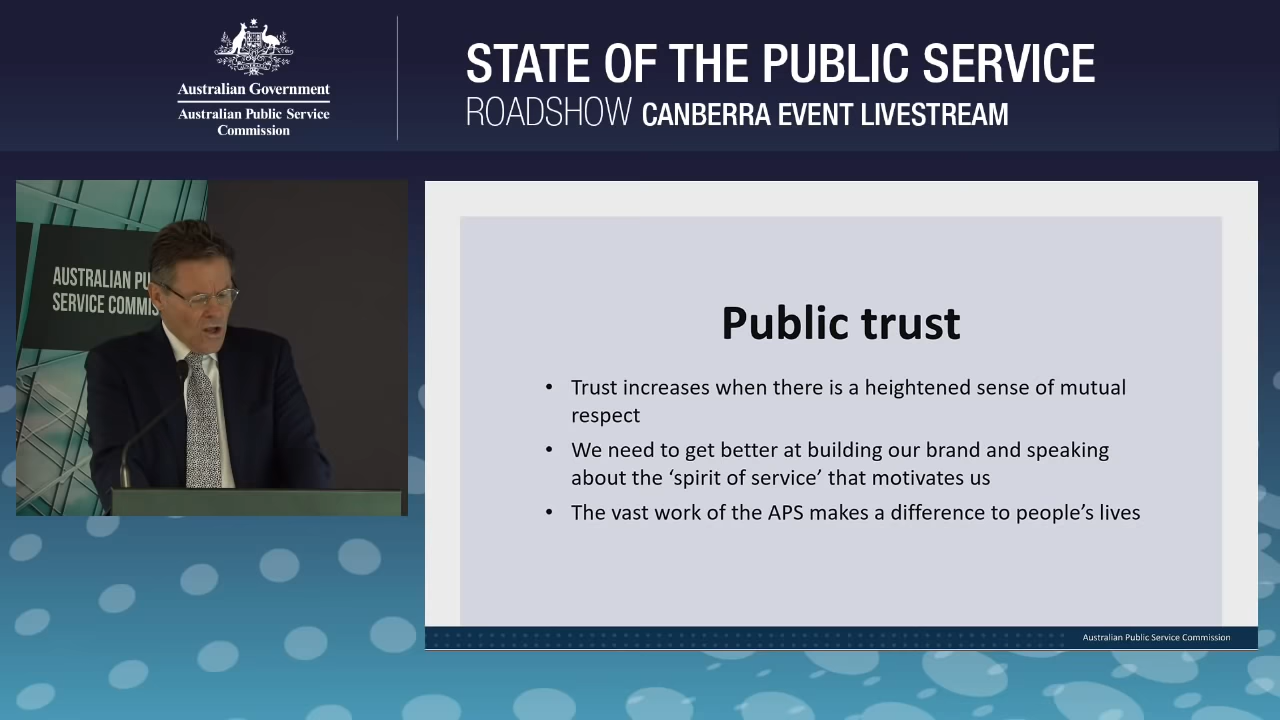 Australian Government
Australian Public Service
Commission
STATE OF THE PUBLIC SERVICE
ROADSHOW CANBERRA EVENT LIVESTREAM
AUSTRALIAN PU
SERVICE COMMIS
Public trust
• Trust increases when there is a heightened sense of mutual
respect
• We need to get better at building our brand and speaking
about the ‘spirit of service’ that motivates us
• The vast work of the APS makes a difference to people’s lives
Australian Public Service Commission